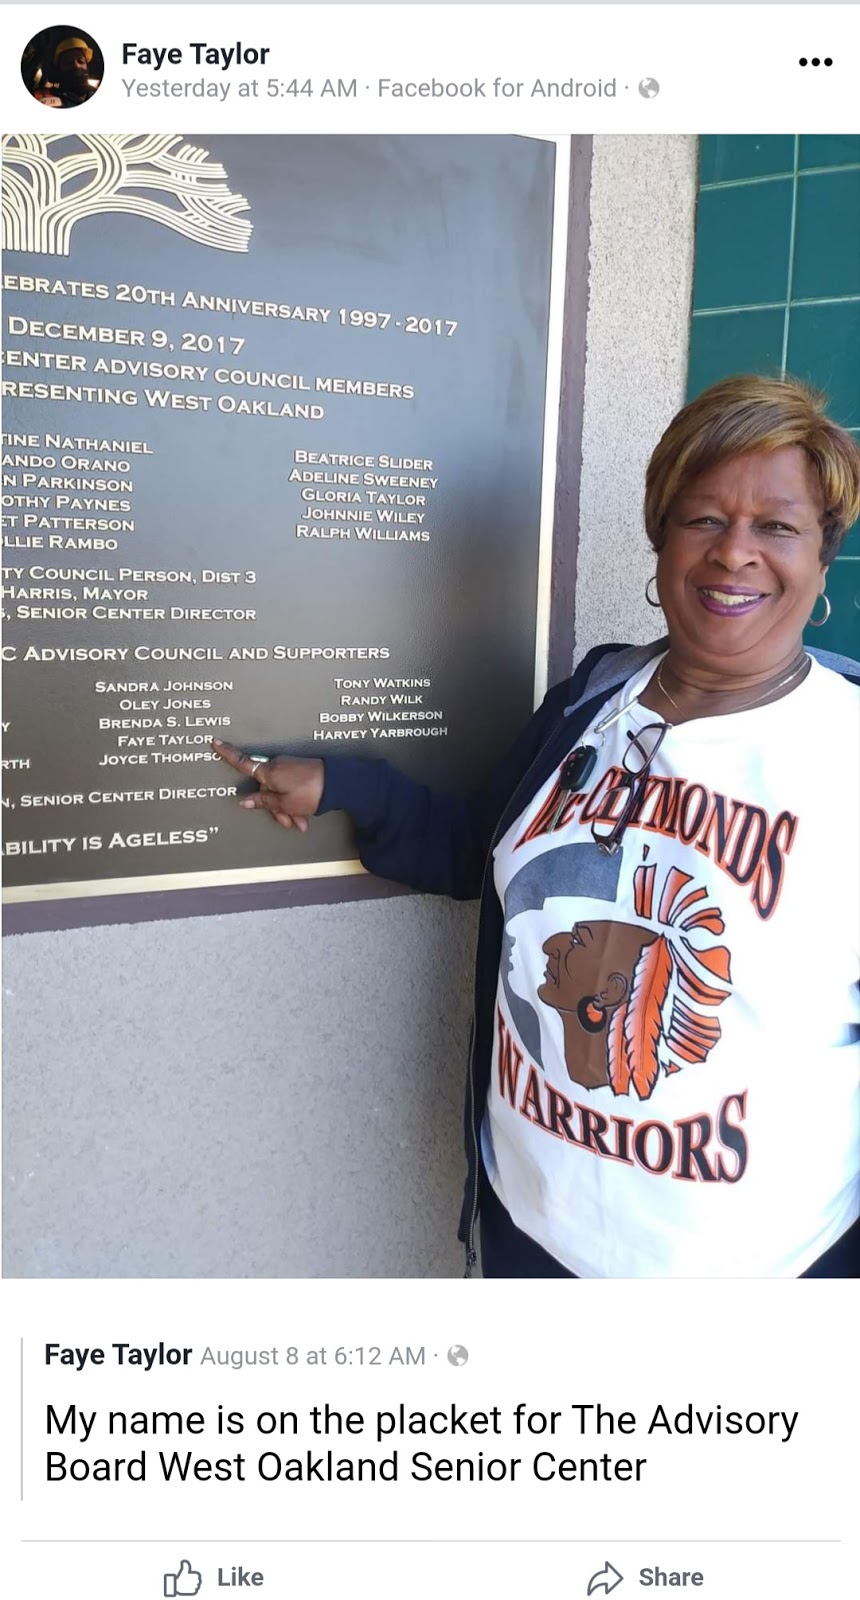 Faye Taylor
Yesterday at 5:44 AM · Facebook for Android ·
EBRATES 20TH ANNIVERSARY 1997-2017
DECEMBER 9, 2017
ENTER ADVISORY COUNCIL MEMBERS
RESENTING WEST OAKLAND
TINE NATHANIEL
ANDO ORANO
N PARKINSON
OTHY PAYNES
ET PATTERSON
LLIE RAMBO
BEATRICE SLIDER
ADELINE SWEENEY
GLORIA TAYLOR
JOHNNIE WILEY
RALPH WILLIAMS
TY COUNCIL PERSON, DIST 3
HARRIS, MAYOR
S, SENIOR CENTER DIRECTOR
C ADVISORY COUNCIL AND SUPPORTERS
Y
RTH
SANDRA JOHNSON
OLEY JONES
BRENDA S. LEWIS
FAYE TAYLOR
JOYCE THOMPSO
TONY WATKINS
RANDY WILK
BOBBY WILKERSON
HARVEY YARBROUGH
N, SENIOR CENTER DIRECTOR
ABILITY IS AGELESS”
McCLYMONDS
WARRIORS
Faye Taylor August 8 at 6:12 AM ·
My name is on the placket for The Advisory
Board West Oakland Senior Center
Like
Share